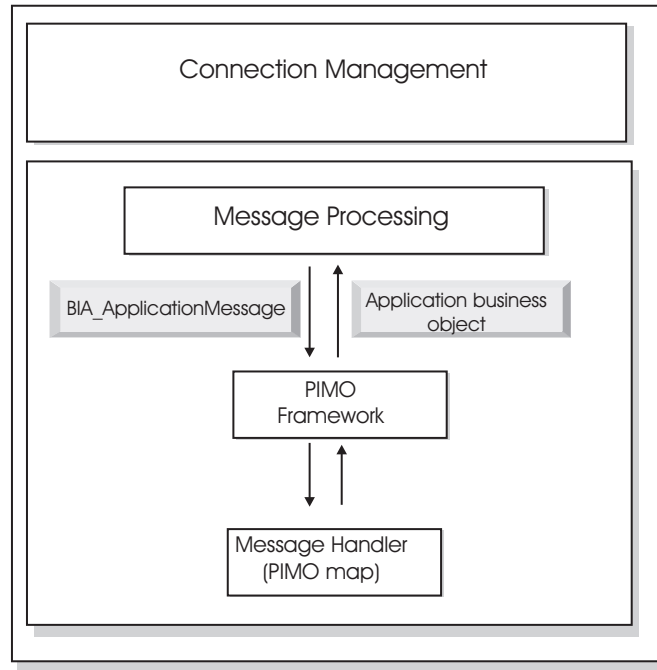 Connection Management
Message Processing
BIA_ApplicationMessage
Application business
object
PIMO
Framework
Message Handler
(PIMO map)